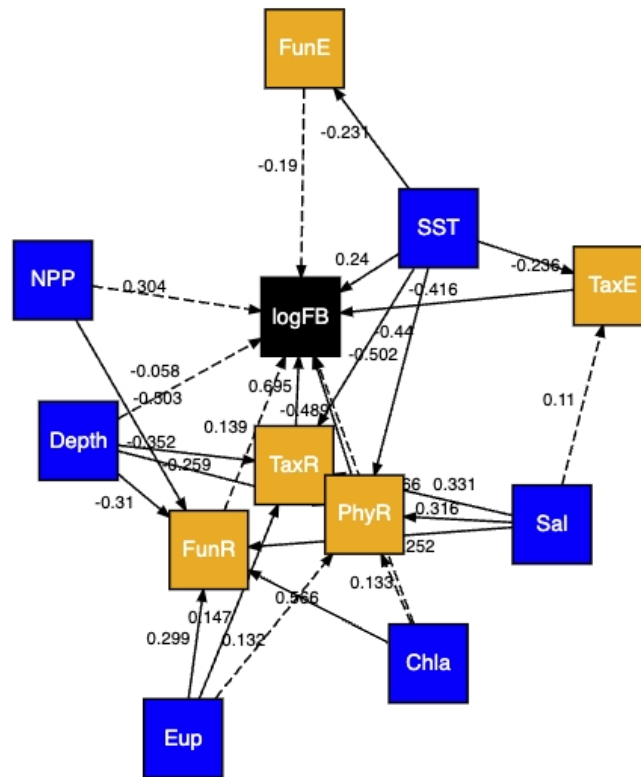 FunE
-0.231
-0.19
SST
NPP
0.24
-0.236
TaxE
0.304
logFB
-0.416
-0.44
-0.502
-0.058
-0.503
0.695
-0.489
0.139
0.11
Depth
-0.352
TaxR
-0.259
66
0.331
-0.31
PhyR
0.316
Sal
FunR
252
0.133
0.566
0.147
0.299
0.132
Chla
Eup